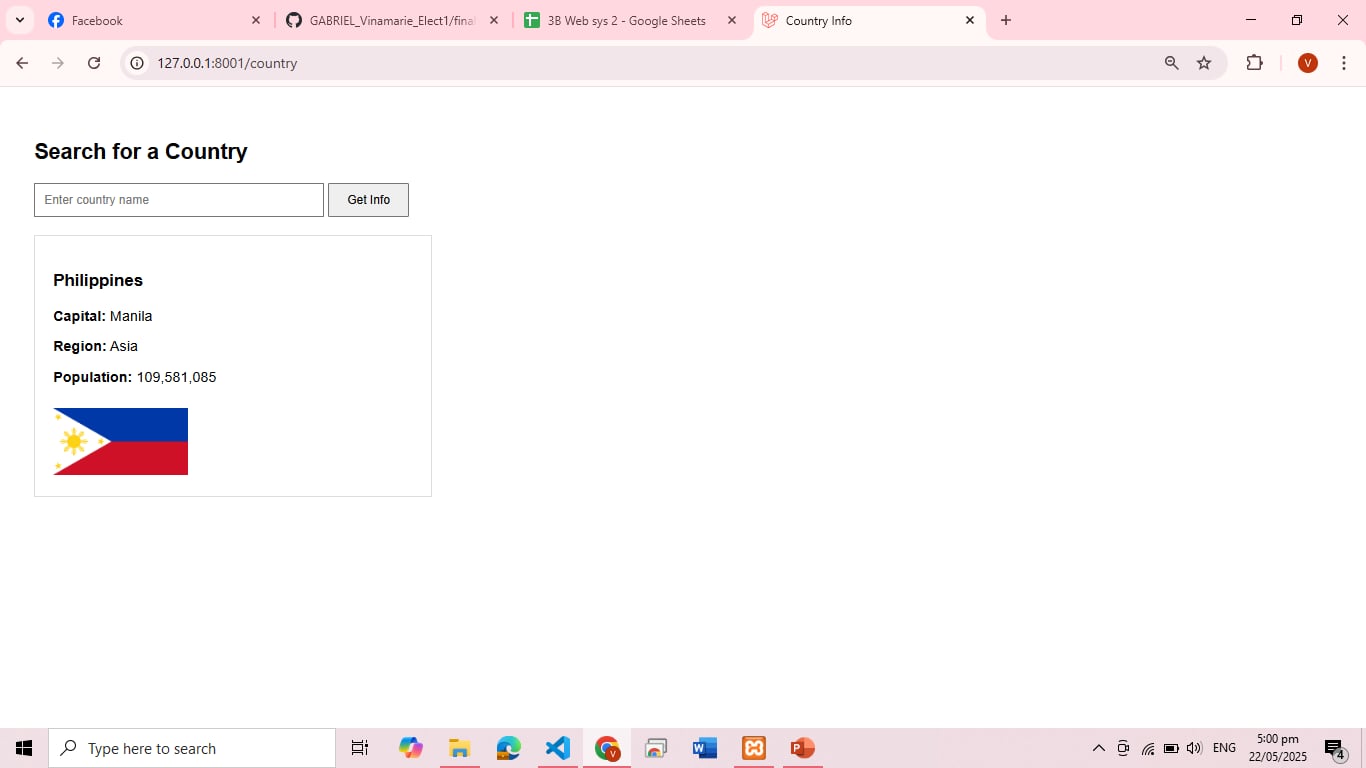 Facebook
GABRIEL_Vinamarie_Elect1/final
3B Web sys 2 - Google Sheets
Country Info
127.0.0.1:8001/country
V
Search for a Country
Enter country name
Get Info
Philippines
Capital: Manila
Region: Asia
Population: 109,581,085
Type here to search
V
W
P
ENG
5:00 pm
22/05/2025
4